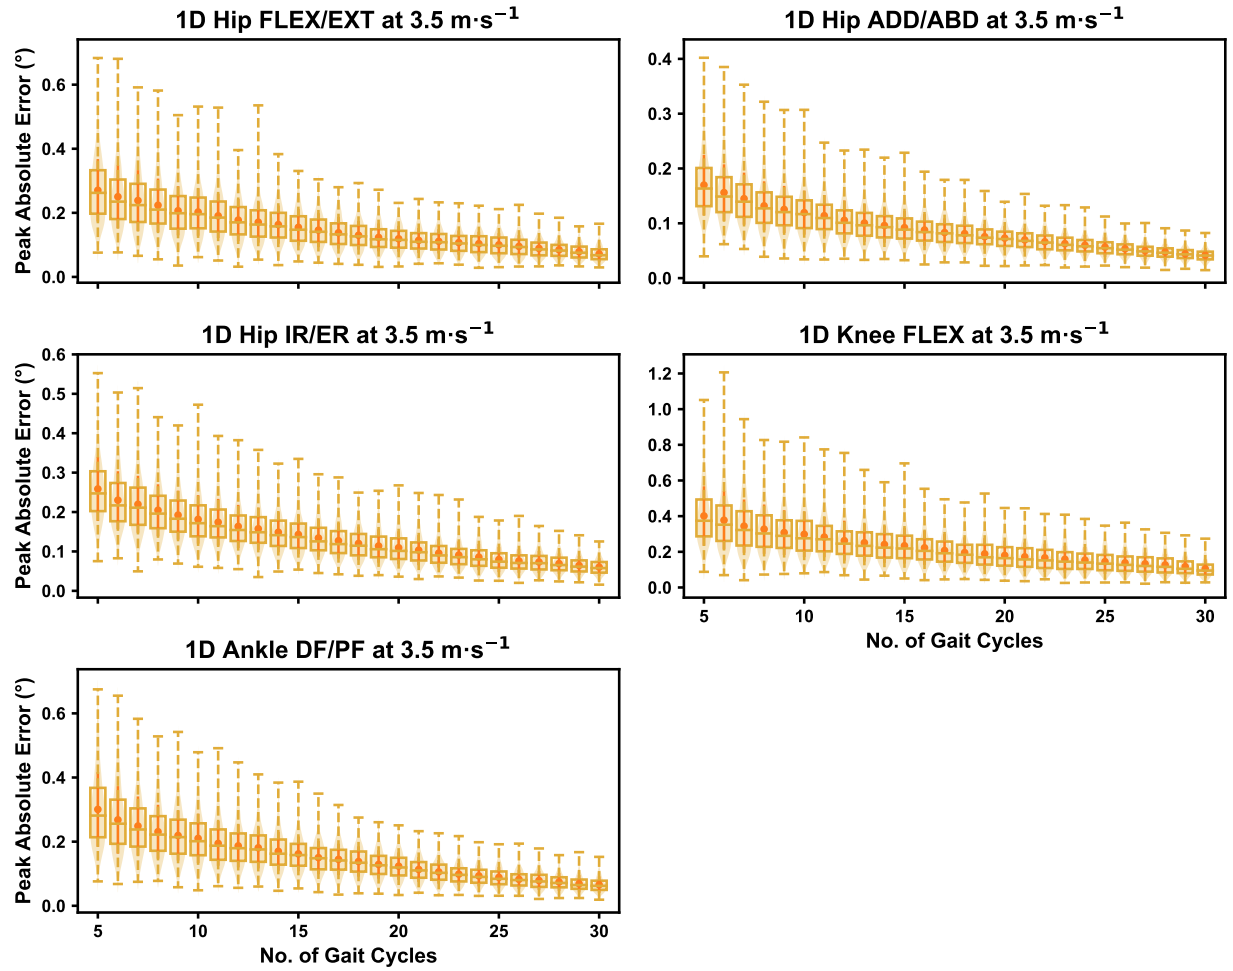 1D Hip FLEX/EXT at 3.5 m·s⁻¹
Peak Absolute Error (°)
0.6
0.4
0.2
0.0
1D Hip ADD/ABD at 3.5 m·s⁻¹
0.4
0.3
0.2
0.1
0.0
1D Hip IR/ER at 3.5 m·s⁻¹
Peak Absolute Error (°)
0.6
0.5
0.4
0.3
0.2
0.1
0.0
1D Knee FLEX at 3.5 m·s⁻¹
1.2
1.0
0.8
0.6
0.4
0.2
0.0
5 10 15 20 25 30
No. of Gait Cycles
1D Ankle DF/PF at 3.5 m·s⁻¹
Peak Absolute Error (°)
0.6
0.4
0.2
0.0
5 10 15 20 25 30
No. of Gait Cycles